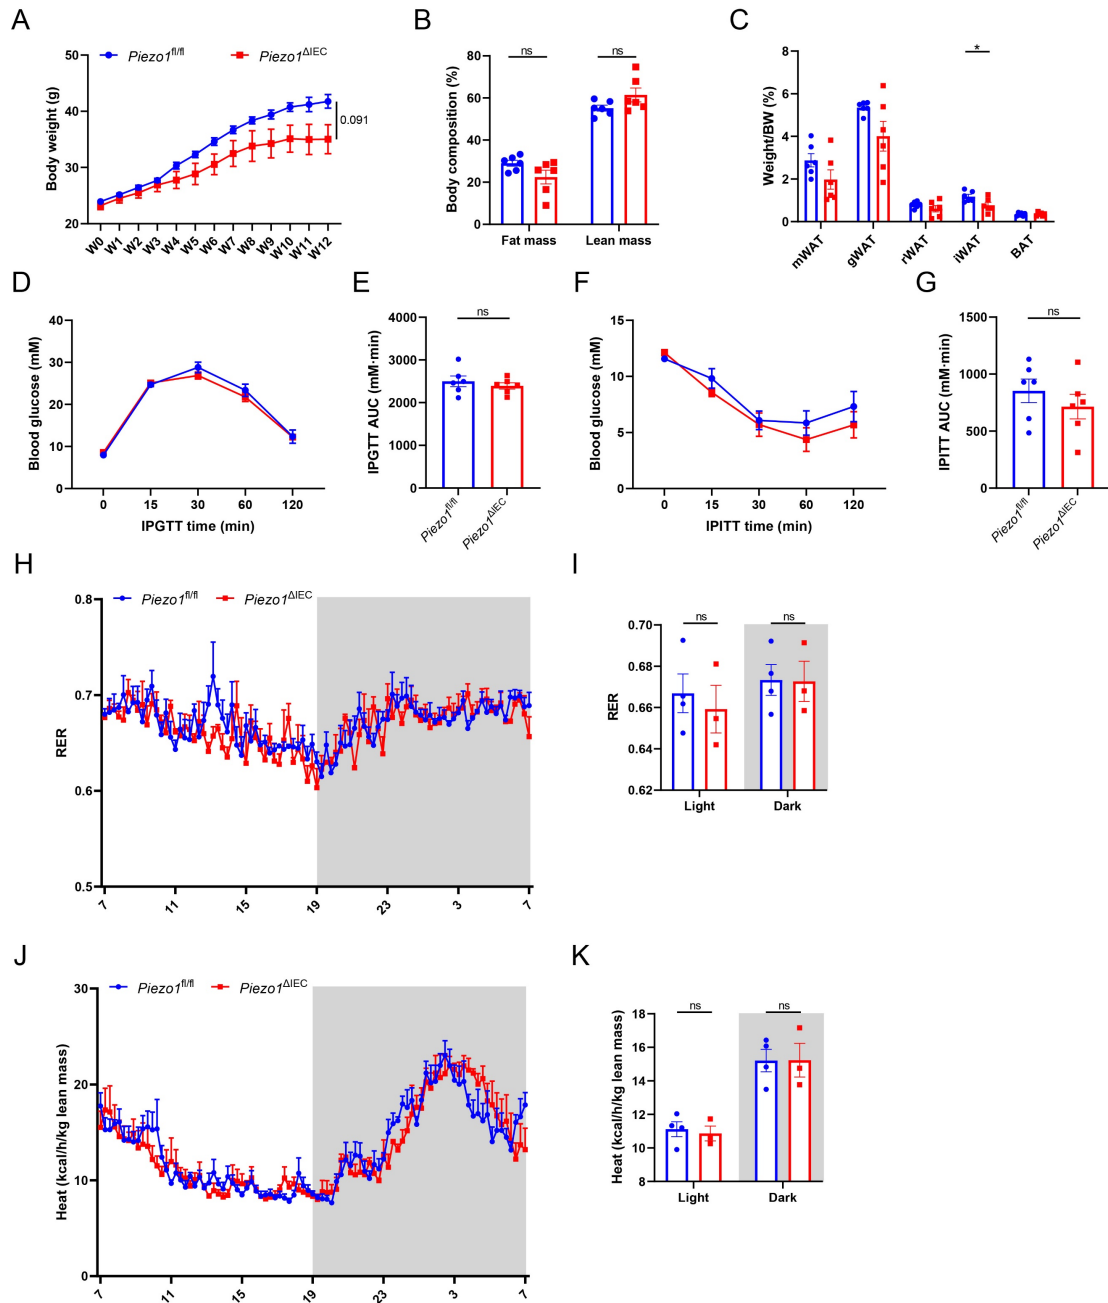 A
Piezo1fl/fl
Piezo1ΔIEC
Body weight (g)
50
40
30
20
0.091
W0 W1 W2 W3 W4 W5 W6 W7 W8 W9 W10 W11 W12
B
Body composition (%)
80
60
40
20
0
ns
ns
Fat mass
Lean mass
C
Weight/BW (%)
8
6
4
2
0
*
mWAT gWAT rWAT iWAT BAT
D
Blood glucose (mM)
40
30
20
10
0
0 15 30 60 120
IPGTT time (min)
E
IPGTT AUC (mM·min)
4000
3000
2000
1000
0
ns
Piezo1fl/fl
Piezo1ΔIEC
F
Blood glucose (mM)
15
10
5
0
0 15 30 60 120
IPITT time (min)
G
IPITT AUC (mM·min)
1500
1000
500
0
ns
Piezo1fl/fl
Piezo1ΔIEC
H
Piezo1fl/fl
Piezo1ΔIEC
RER
0.8
0.7
0.6
0.5
7 11 15 19 23 3 7
I
RER
0.70
0.68
0.66
0.64
0.62
ns
ns
Light
Dark
J
Piezo1fl/fl
Piezo1ΔIEC
Heat (kcal/h/kg lean mass)
30
20
10
0
7 11 15 19 23 3 7
K
Heat (kcal/h/kg lean mass)
18
16
14
12
10
8
ns
ns
Light
Dark